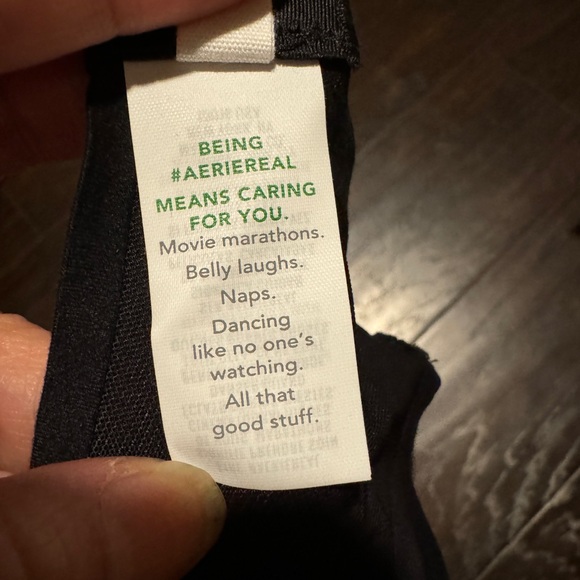 BEING
#AERIEREAL
MEANS CARING
FOR YOU.
Movie marathons.
Belly laughs.
Naps.
Dancing
like no one's
watching.
All that
good stuff.